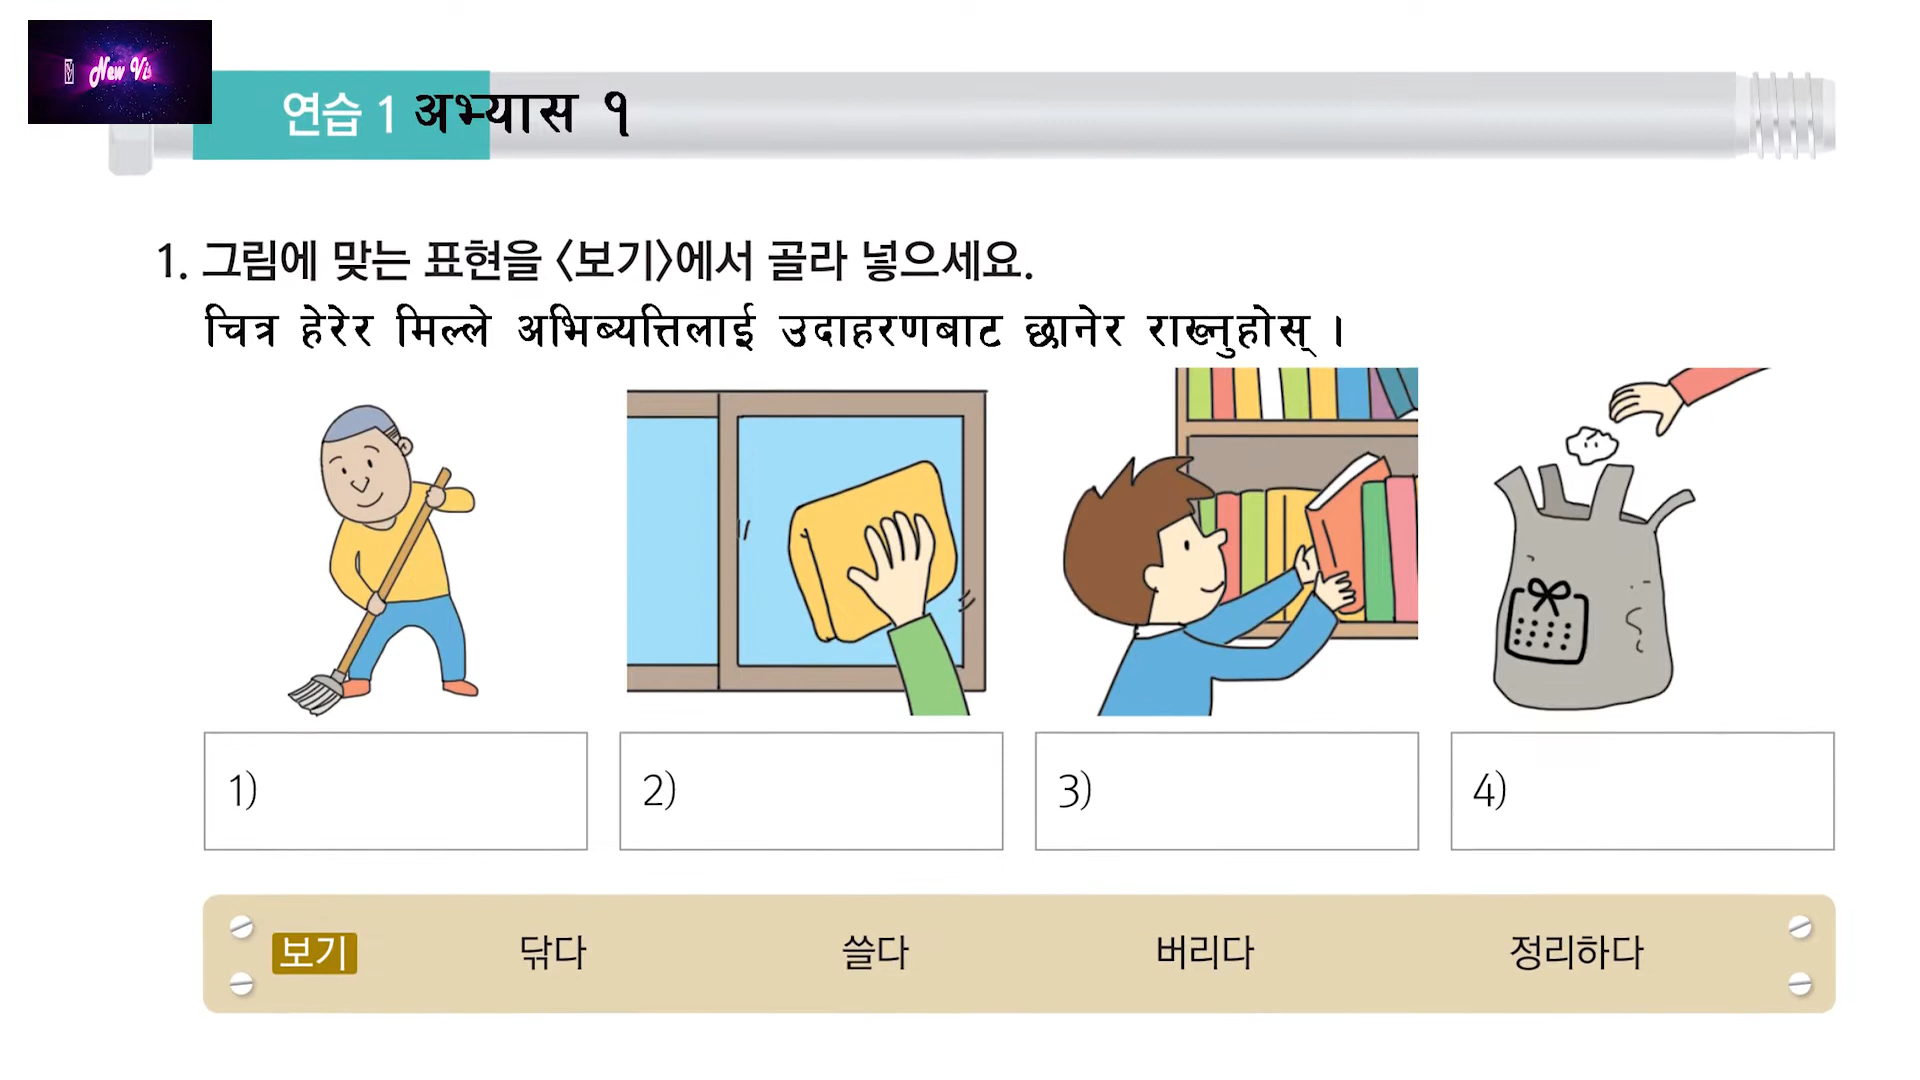 New Vis
연습 1 अभ्यास १
1. 그림에 맞는 표현을 〈보기〉에서 골라 넣으세요.
चित्र हेरेर मिल्ले अभिब्यत्तिलाई उदाहरणबाट छानेर राख्नुहोस् ।
1) 2) 3) 4)
보기 닦다 쓸다 버리다 정리하다